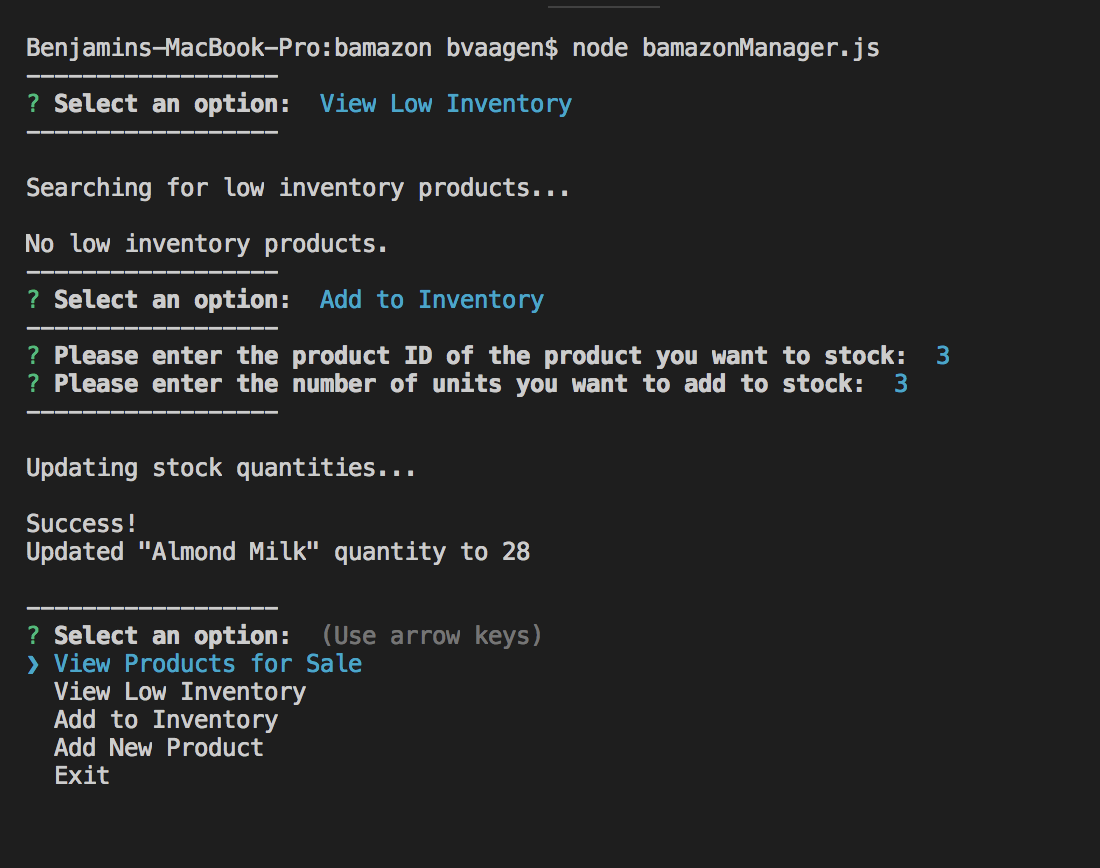 Benjamins-MacBook-Pro:bamazon bvaagen$ node bamazonManager.js
------------------
? Select an option:  View Low Inventory
------------------
Searching for low inventory products...
No low inventory products.
------------------
? Select an option:  Add to Inventory
------------------
? Please enter the product ID of the product you want to stock:  3
? Please enter the number of units you want to add to stock:  3
------------------
Updating stock quantities...
Success!
Updated "Almond Milk" quantity to 28
------------------
? Select an option:  (Use arrow keys)
❯ View Products for Sale
  View Low Inventory
  Add to Inventory
  Add New Product
  Exit